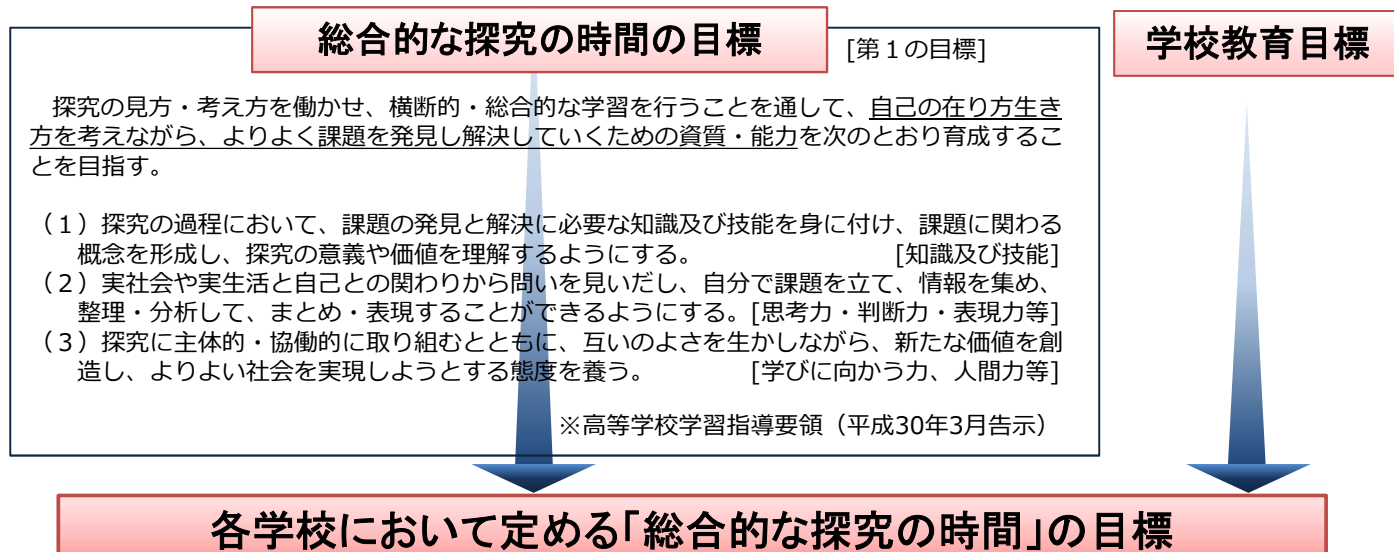 総合的な探究の時間の目標
[第１の目標]
学校教育目標
探究の見方・考え方を働かせ、横断的・総合的な学習を行うことを通して、自己の在り方生き
方を考えながら、よりよく課題を発見し解決していくための資質・能力を次のとおり育成するこ
とを目指す。
（１）探究の過程において、課題の発見と解決に必要な知識及び技能を身に付け、課題に関わる
概念を形成し、探究の意義や価値を理解するようにする。 [知識及び技能]
（２）実社会や実生活と自己との関わりから問いを見いだし、自分で課題を立て、情報を集め、
整理・分析して、まとめ・表現することができるようにする。[思考力・判断力・表現力等]
（３）探究に主体的・協働的に取り組むとともに、互いのよさを生かしながら、新たな価値を創
造し、よりよい社会を実現しようとする態度を養う。 [学びに向かう力、人間力等]
※高等学校学習指導要領（平成30年3月告示）
各学校において定める「総合的な探究の時間」の目標